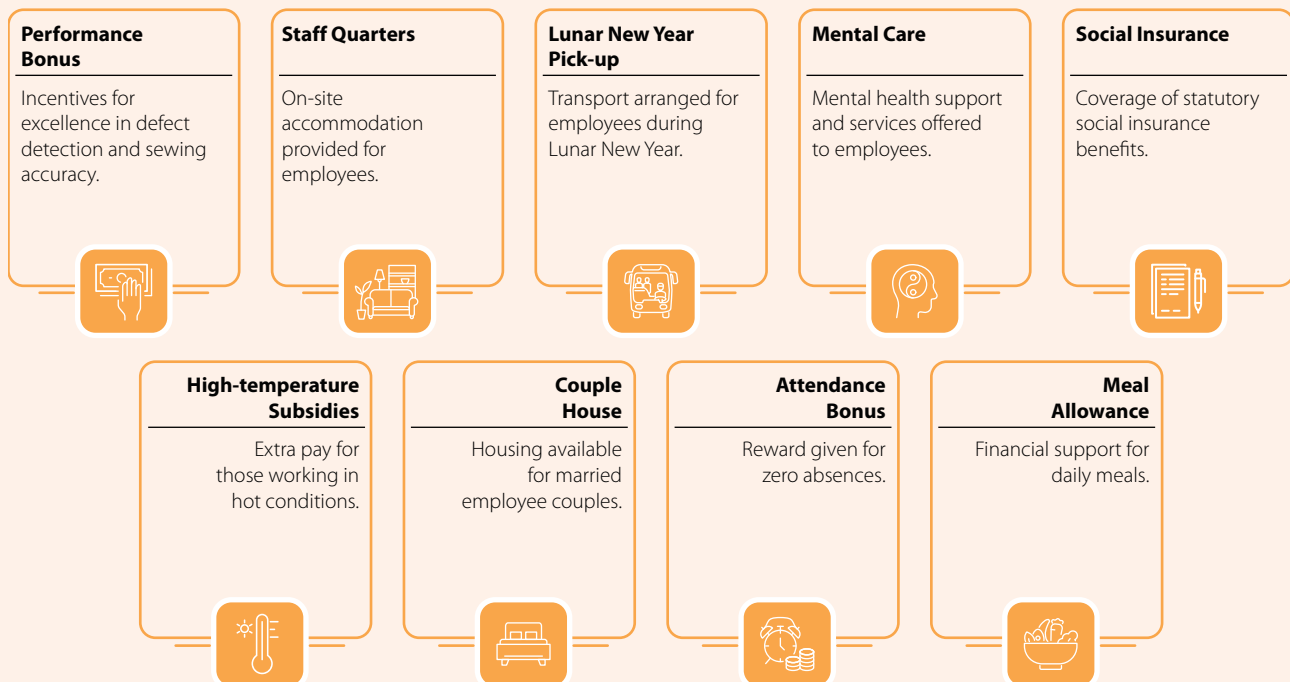 Performance
Bonus
Incentives for
excellence in defect
detection and sewing
accuracy.
Staff Quarters
On-site
accommodation
provided for
employees.
Lunar New Year
Pick-up
Transport arranged for
employees during
Lunar New Year.
Mental Care
Mental health support
and services offered
to employees.
Social Insurance
Coverage of statutory
social insurance
benefits.
High-temperature
Subsidies
Extra pay for
those working in
hot conditions.
Couple
House
Housing available
for married
employee couples.
Attendance
Bonus
Reward given for
zero absences.
Meal
Allowance
Financial support for
daily meals.